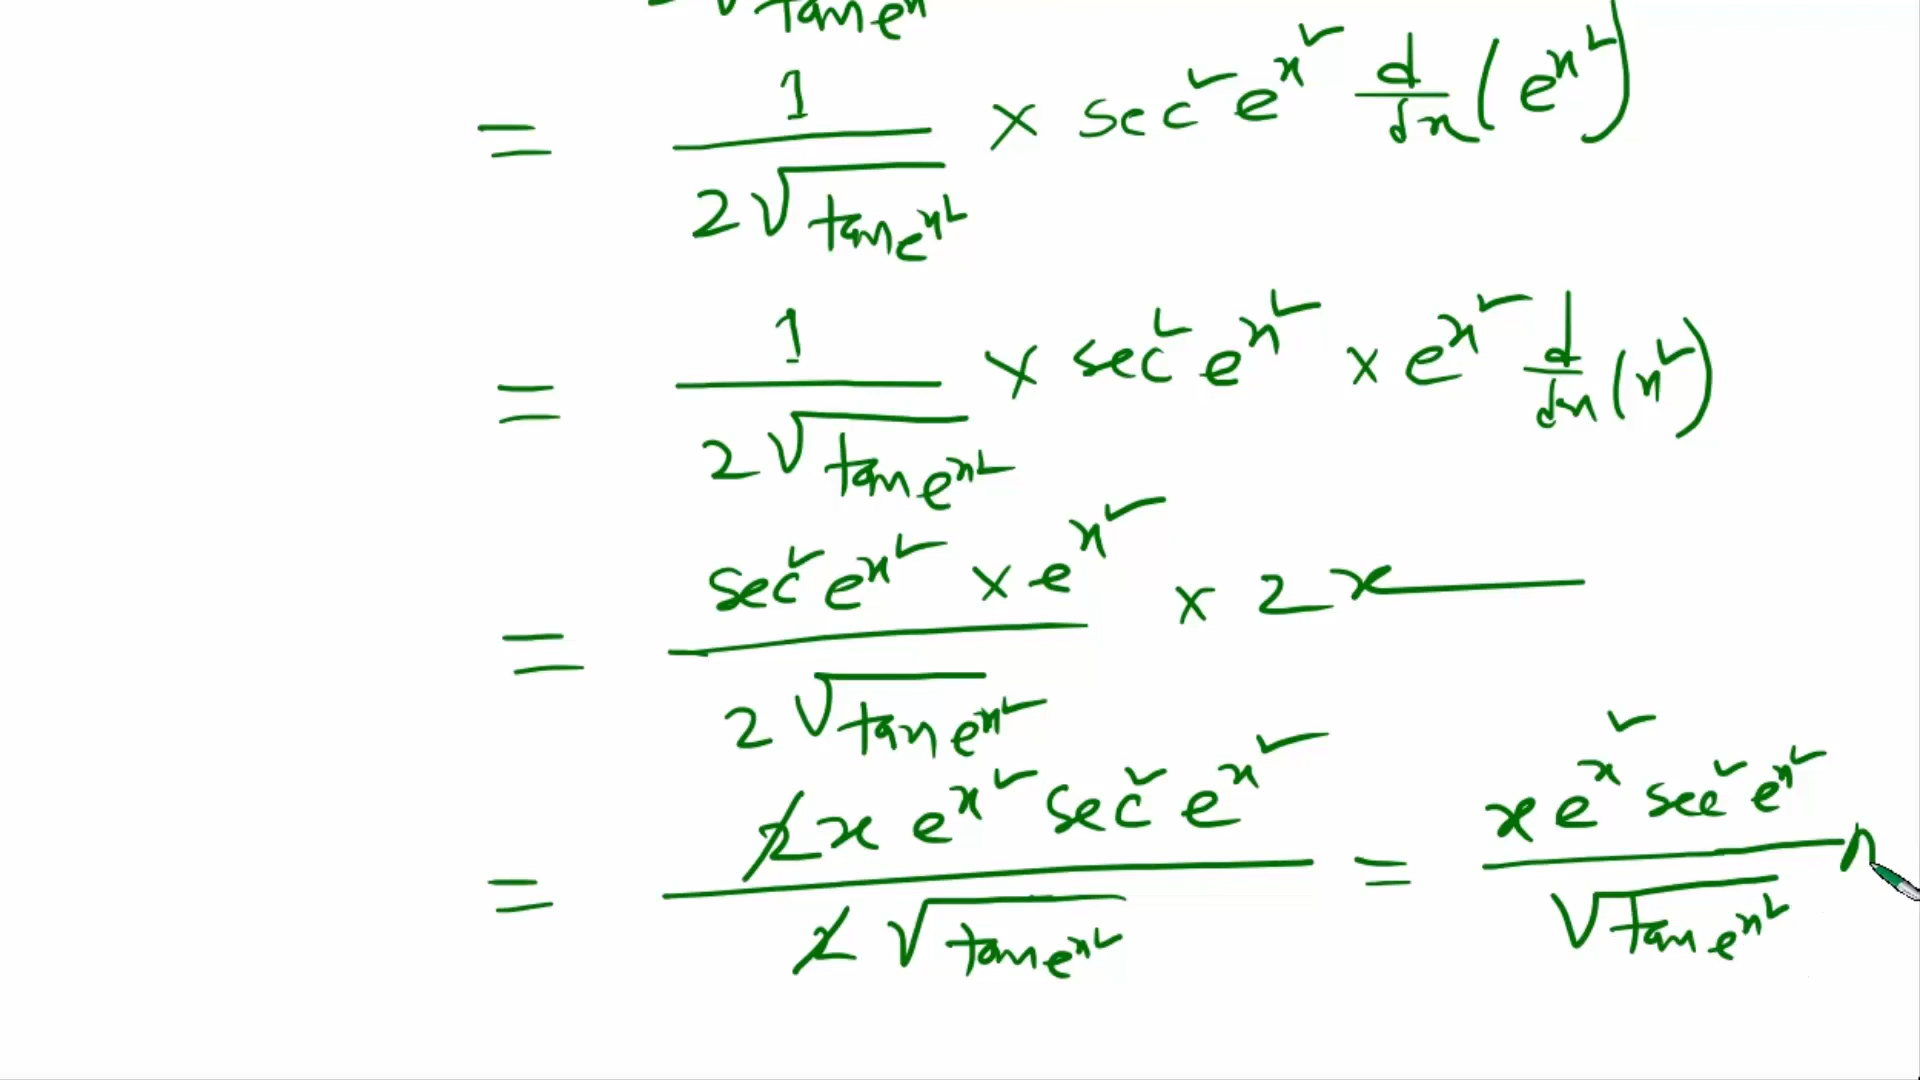 √tan e^x²
= 1/(2√tan e^x²) × sec² e^x² d/dx (e^x²)
= 1/(2√tan e^x²) × sec² e^x² × e^x² d/dx (x²)
= (sec² e^x² × e^x²)/(2√tan e^x²) × 2x
= (2x e^x² sec² e^x²)/(2√tan e^x²) = (x e^x² sec² e^x²)/(√tan e^x²)